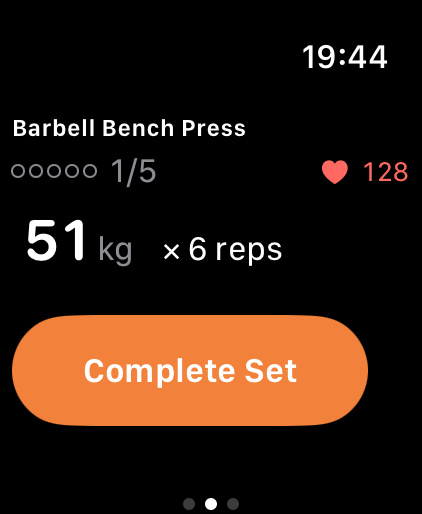 19:44
Barbell Bench Press
1/5 128
51 kg × 6 reps
Complete Set